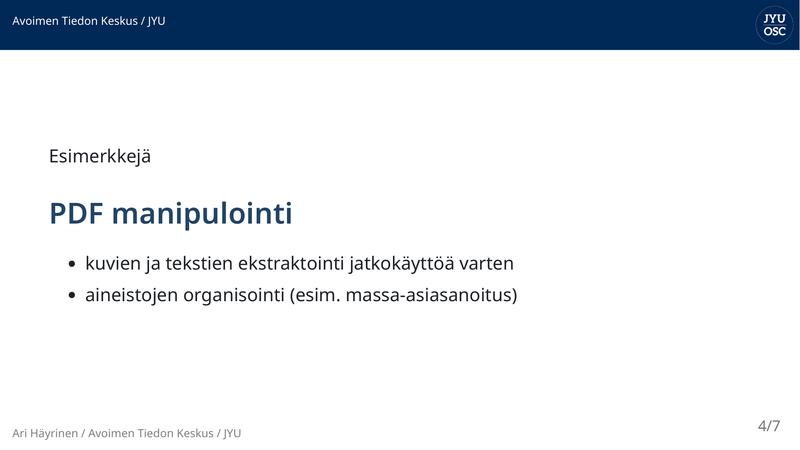 Avoimen Tiedon Keskus / JYU
JYU
OSC
Esimerkkejä
PDF manipulointi
• kuvien ja tekstien ekstraktointi jatkokäyttöä varten
• aineistojen organisointi (esim. massa-asiasanoitus)
Ari Häyrinen / Avoimen Tiedon Keskus / JYU
4/7